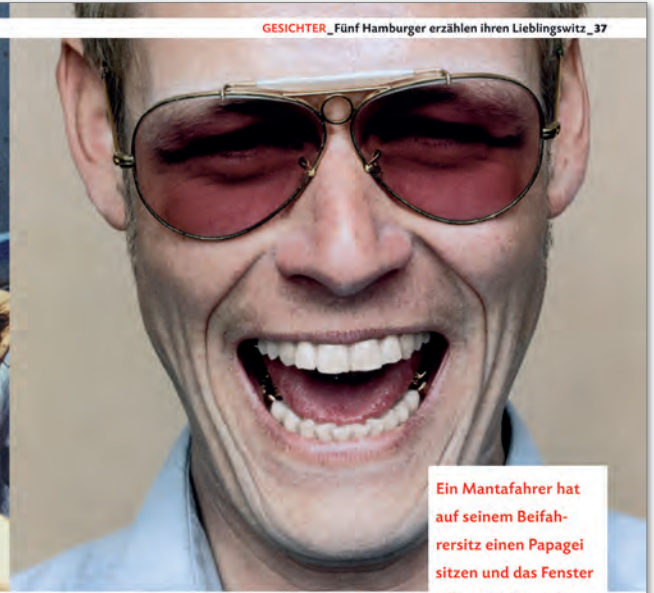 GESICHTER_Fünf Hamburger erzählen ihren Lieblingswitz_37
Ein Mantafahrer hat
auf seinem Beifah-
rersitz einen Papagei
sitzen und das Fenster